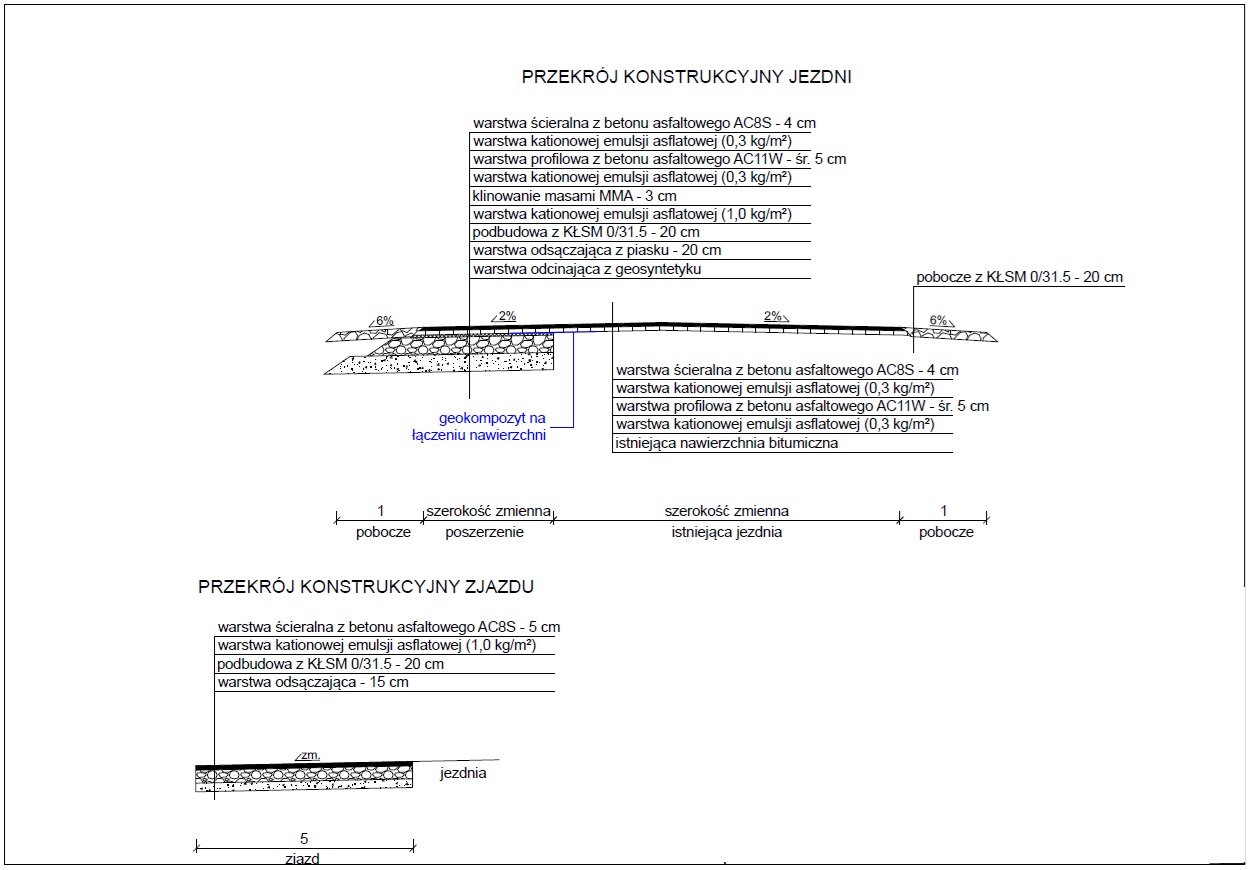 PRZEKRÓJ KONSTRUKCYJNY JEZDNI
warstwa ścieralna z betonu asfaltowego AC8S - 4 cm
warstwa kationowej emulsji asflatowej (0,3 kg/m²)
warstwa profilowa z betonu asfaltowego AC11W - śr. 5 cm
warstwa kationowej emulsji asflatowej (0,3 kg/m²)
klinowanie masami MMA - 3 cm
warstwa kationowej emulsji asflatowej (1,0 kg/m²)
podbudowa z KŁSM 0/31.5 - 20 cm
warstwa odsączająca z piasku - 20 cm
warstwa odcinająca z geosyntetyku
pobocze z KŁSM 0/31.5 - 20 cm
6%
2%
2%
6%
warstwa ścieralna z betonu asfaltowego AC8S - 4 cm
warstwa kationowej emulsji asflatowej (0,3 kg/m²)
warstwa profilowa z betonu asfaltowego AC11W - śr. 5 cm
warstwa kationowej emulsji asflatowej (0,3 kg/m²)
istniejąca nawierzchnia bitumiczna
geokompozyt na
łączeniu nawierzchni
1
szerokość zmienna
szerokość zmienna
1
pobocze
poszerzenie
istniejąca jezdnia
pobocze
PRZEKRÓJ KONSTRUKCYJNY ZJAZDU
warstwa ścieralna z betonu asfaltowego AC8S - 5 cm
warstwa kationowej emulsji asflatowej (1,0 kg/m²)
podbudowa z KŁSM 0/31.5 - 20 cm
warstwa odsączająca - 15 cm
zm.
jezdnia
5
zjazd